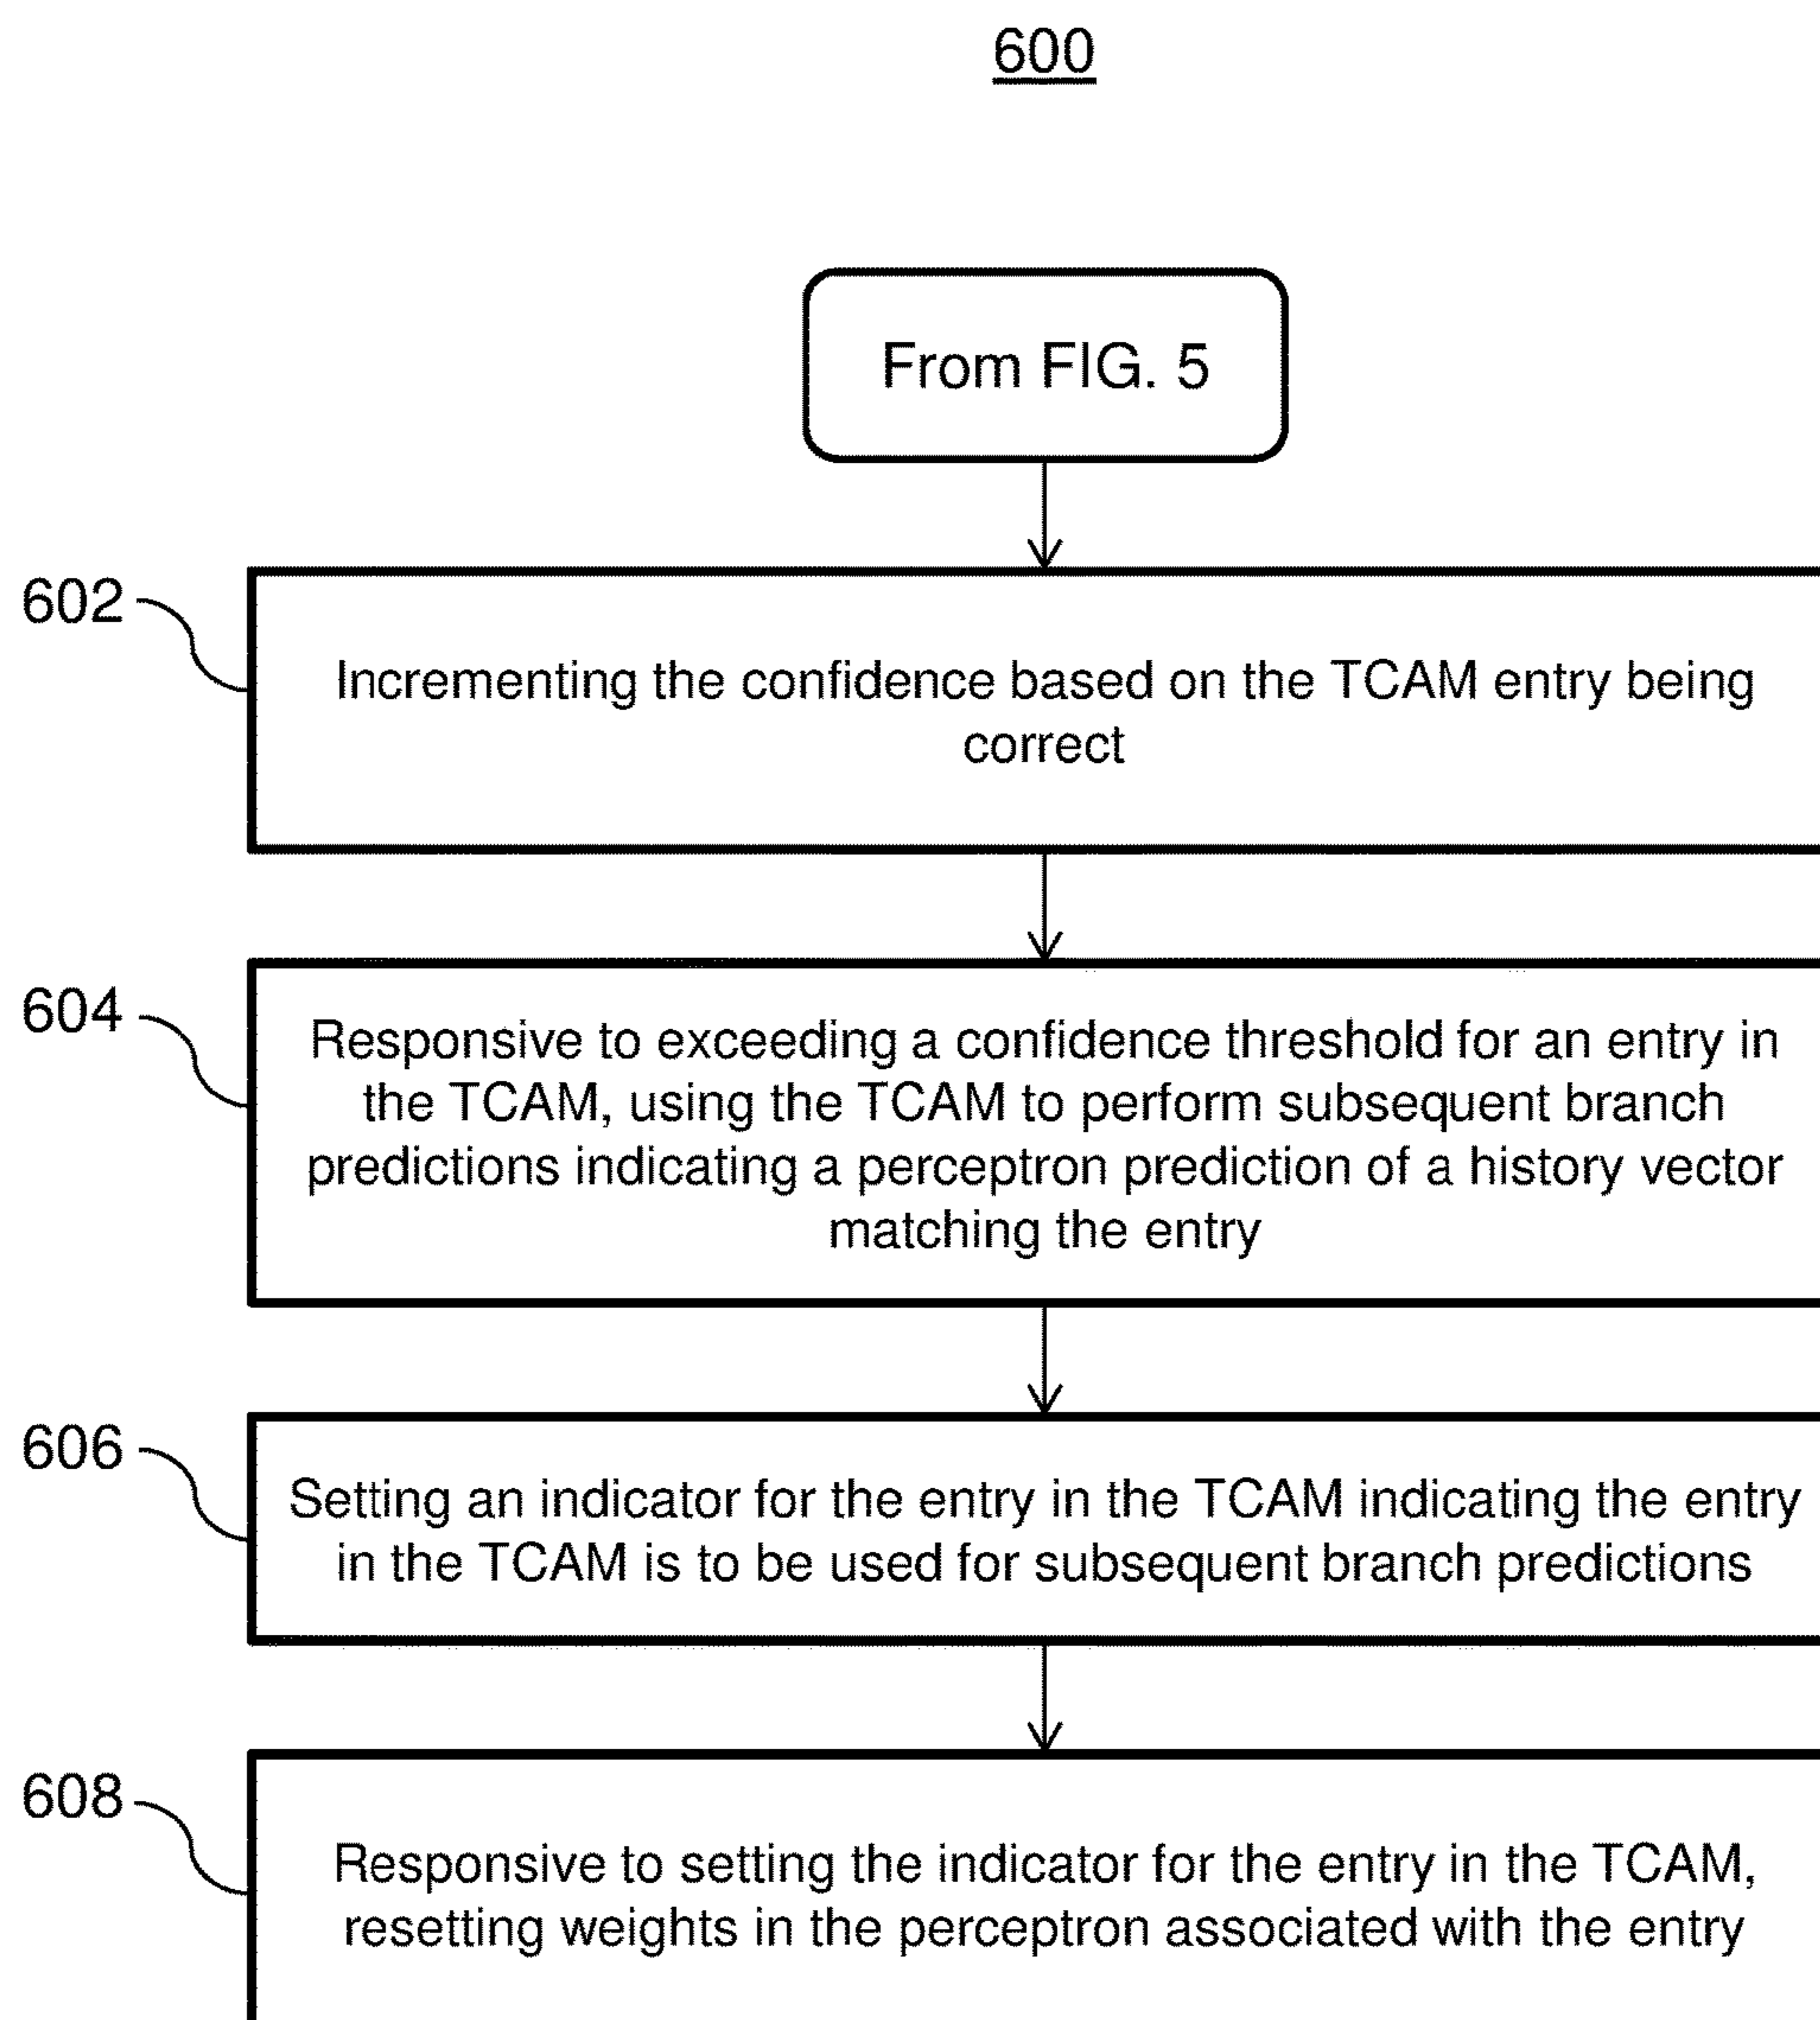 600
From FIG. 5
602
Incrementing the confidence based on the TCAM entry being
correct
604
Responsive to exceeding a confidence threshold for an entry in
the TCAM, using the TCAM to perform subsequent branch
predictions indicating a perceptron prediction of a history vector
matching the entry
606
Setting an indicator for the entry in the TCAM indicating the entry
in the TCAM is to be used for subsequent branch predictions
608
Responsive to setting the indicator for the entry in the TCAM,
resetting weights in the perceptron associated with the entry